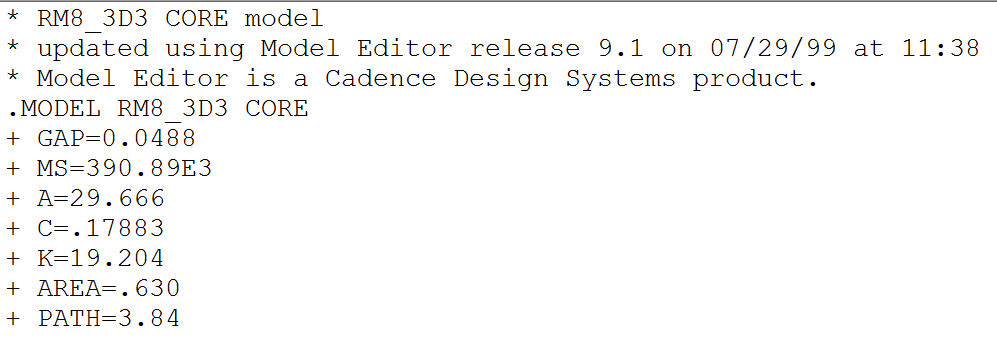 * RM8_3D3 CORE model
* updated using Model Editor release 9.1 on 07/29/99 at 11:38
* Model Editor is a Cadence Design Systems product.
.MODEL RM8_3D3 CORE
+ GAP=0.0488
+ MS=390.89E3
+ A=29.666
+ C=.17883
+ K=19.204
+ AREA=.630
+ PATH=3.84